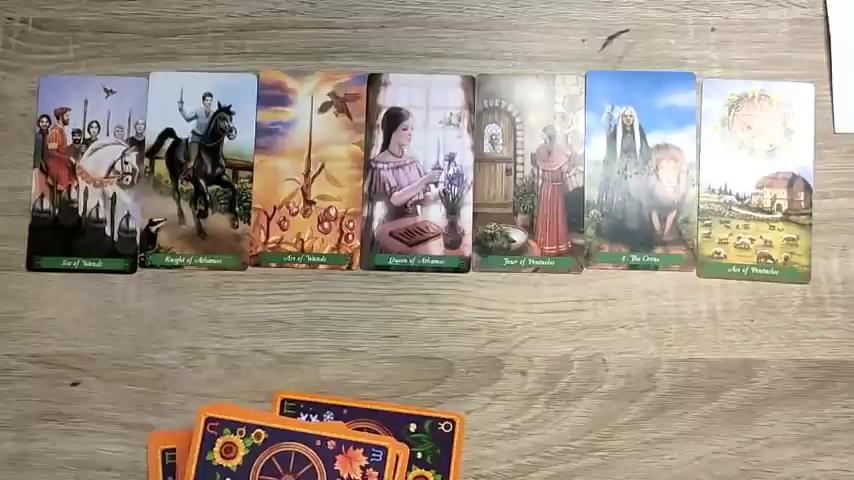 Six of Wands
Knight of Athames
Ace of Wands
Queen of Athames
Four of Pentacles
8 The Crone
Ace of Pentacles